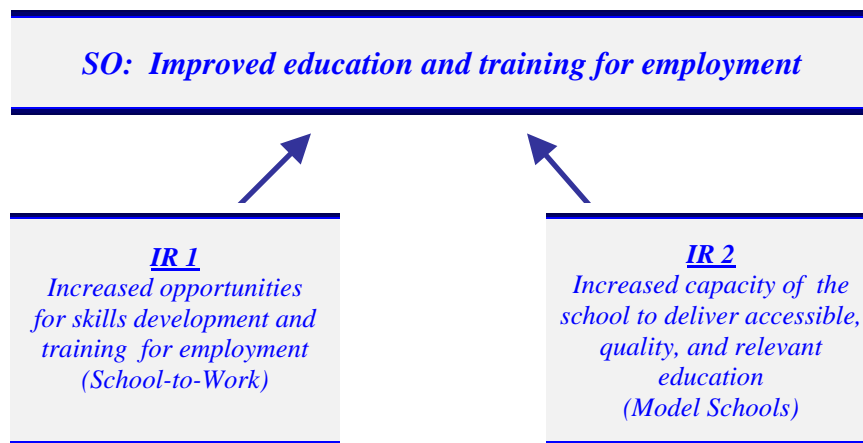 SO: Improved education and training for employment
IR 1
Increased opportunities
for skills development and
training for employment
(School-to-Work)
IR 2
Increased capacity of the
school to deliver accessible,
quality, and relevant
education
(Model Schools)